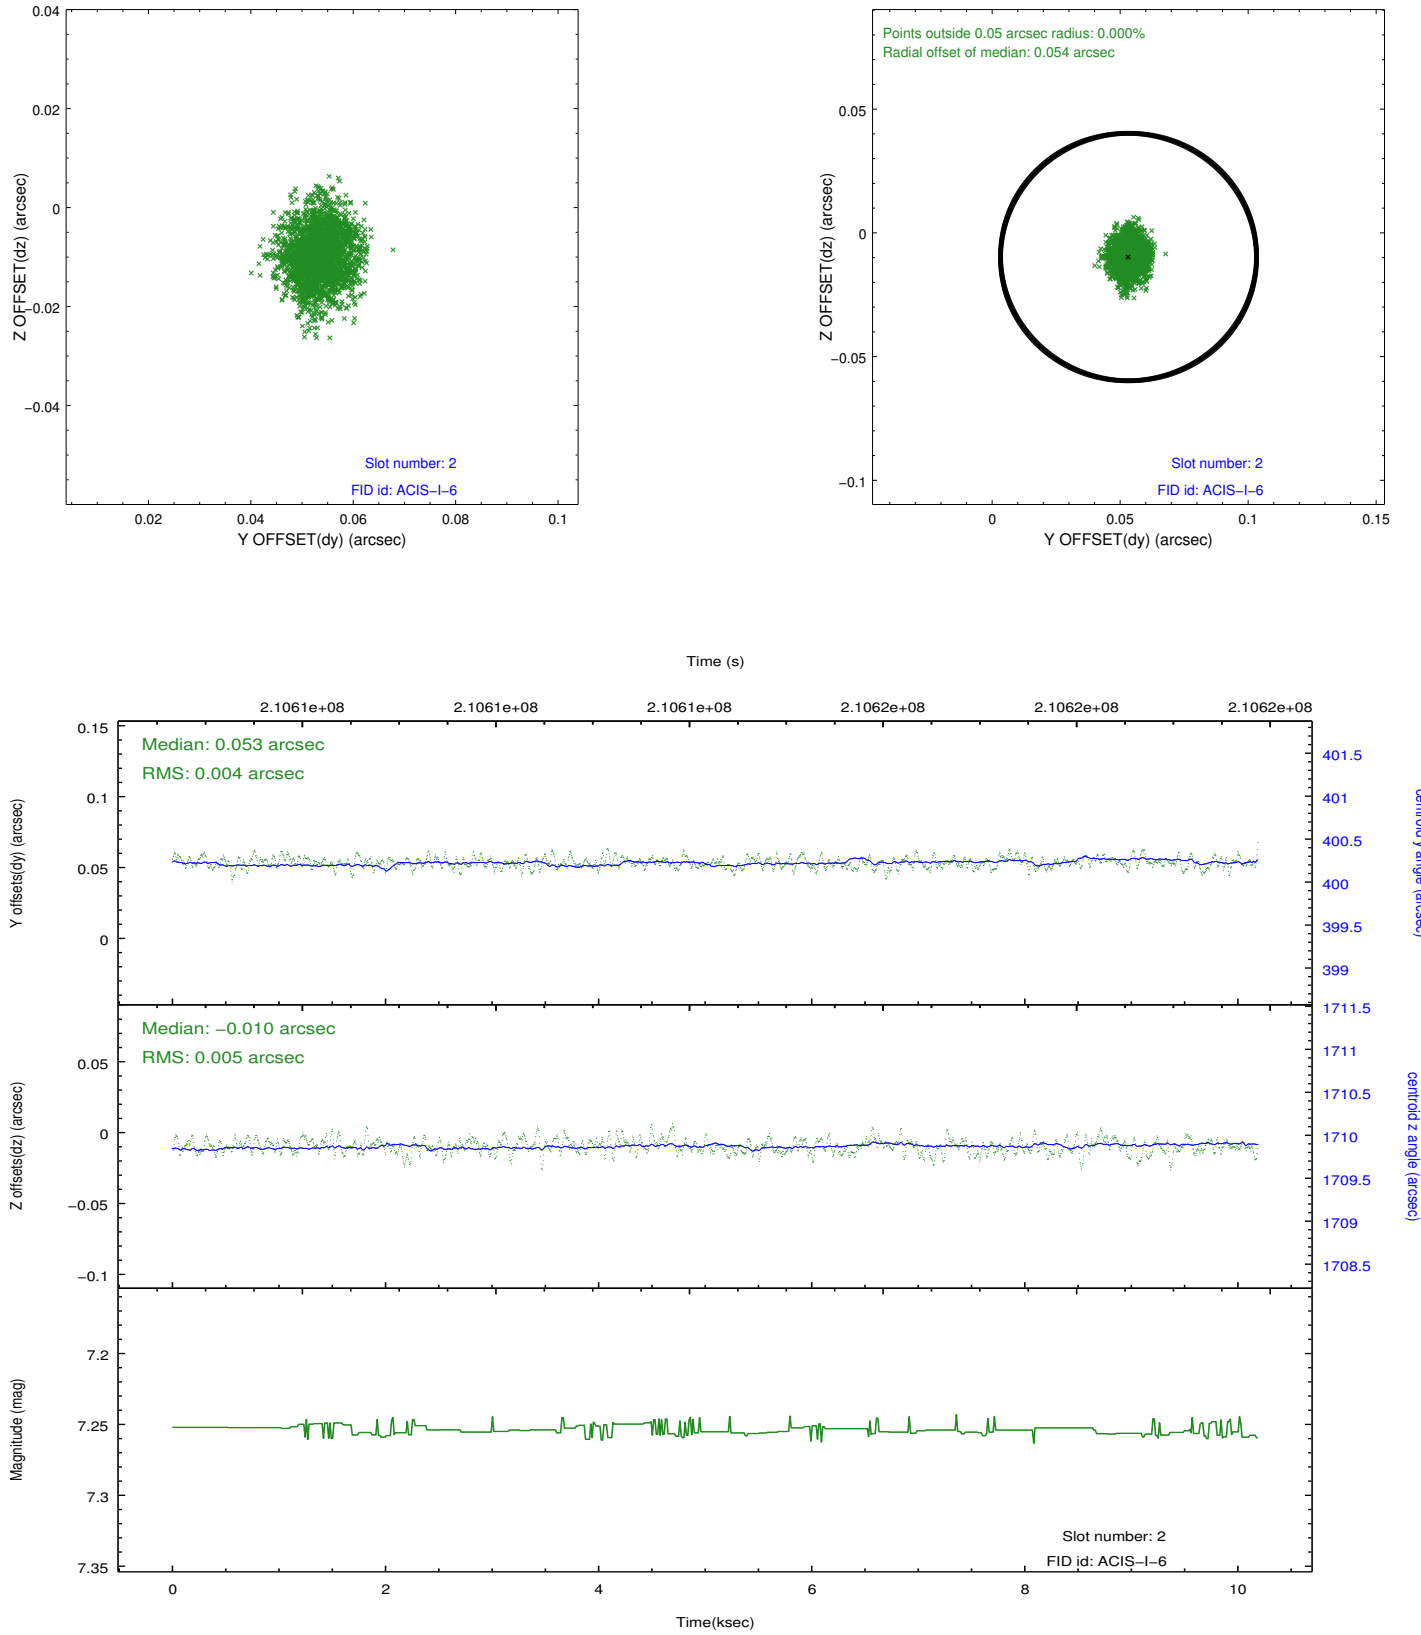 0.04
0.02
0
−0.02
−0.04
Z OFFSET(dz) (arcsec)
Slot number: 2
FID id: ACIS−I−6
0.02
0.04
0.06
0.08
0.1
Y OFFSET(dy) (arcsec)
Points outside 0.05 arcsec radius: 0.000%
Radial offset of median: 0.054 arcsec
0.05
0
−0.05
−0.1
Z OFFSET(dz) (arcsec)
Slot number: 2
FID id: ACIS−I−6
0
0.05
0.1
0.15
Y OFFSET(dy) (arcsec)
Time (s)
2.1061e+08
2.1061e+08
2.1061e+08
2.1062e+08
2.1062e+08
2.1062e+08
Median: 0.053 arcsec
RMS: 0.004 arcsec
0.15
0.1
0.05
0
Y offsets(dy) (arcsec)
401.5
401
400.5
400
399.5
399
centroid y angle (arcsec)
Median: −0.010 arcsec
RMS: 0.005 arcsec
0.05
0
−0.05
−0.1
Z offsets(dz) (arcsec)
1711.5
1711
1710.5
1710
1709.5
1709
1708.5
centroid z angle (arcsec)
7.2
7.25
7.3
7.35
Magnitude (mag)
Slot number: 2
FID id: ACIS−I−6
0
2
4
6
8
10
Time(ksec)